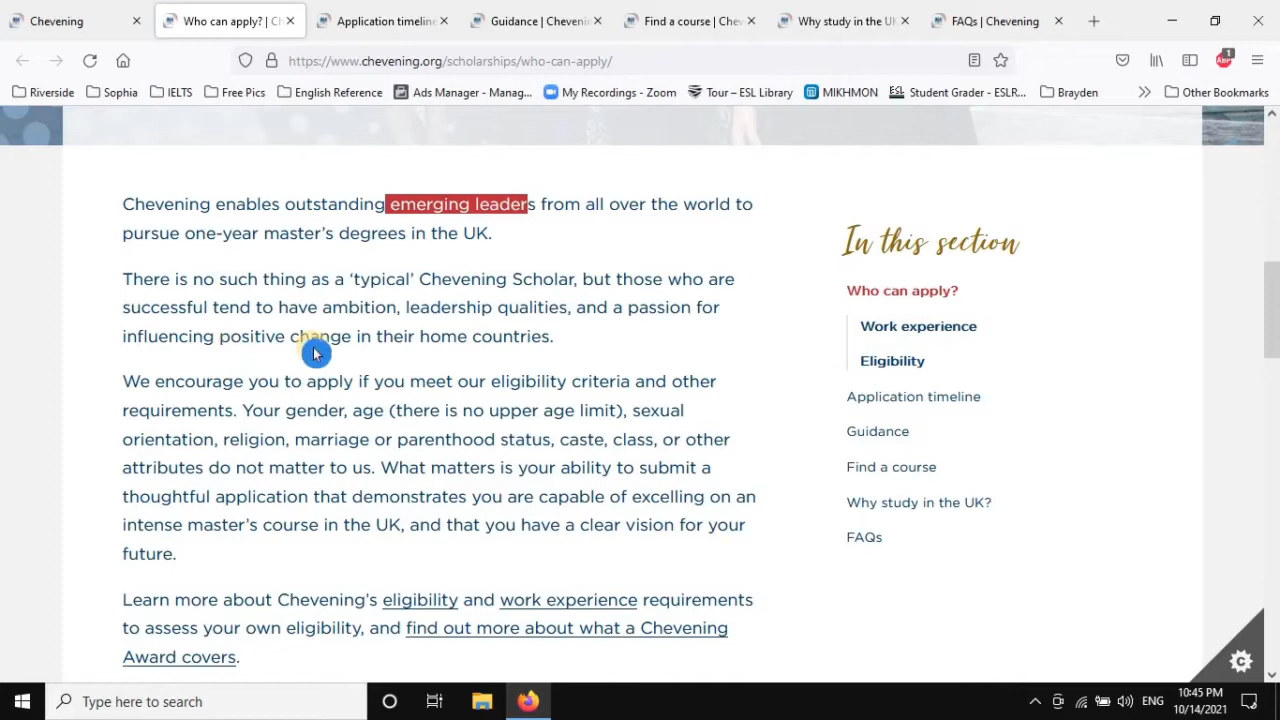 Chevening
Who can apply? | Ch
Application timeline
Guidance | Chevenin
Find a course | Chev
Why study in the UK
FAQs | Chevening
https://www.chevening.org/scholarships/who-can-apply/
1
ABP
Riverside
Sophia
IELTS
Free Pics
English Reference
Ads Manager - Manag...
My Recordings - Zoom
Tour – ESL Library
MIKHMON
ESL Student Grader - ESLR...
Brayden
Other Bookmarks
Chevening enables outstanding emerging leaders from all over the world to
pursue one-year master's degrees in the UK.
There is no such thing as a ‘typical’ Chevening Scholar, but those who are
successful tend to have ambition, leadership qualities, and a passion for
influencing positive change in their home countries.
We encourage you to apply if you meet our eligibility criteria and other
requirements. Your gender, age (there is no upper age limit), sexual
orientation, religion, marriage or parenthood status, caste, class, or other
attributes do not matter to us. What matters is your ability to submit a
thoughtful application that demonstrates you are capable of excelling on an
intense master’s course in the UK, and that you have a clear vision for your
future.
Learn more about Chevening’s eligibility and work experience requirements
to assess your own eligibility, and find out more about what a Chevening
Award covers.
In this section
Who can apply?
Work experience
Eligibility
Application timeline
Guidance
Find a course
Why study in the UK?
FAQs
C
Type here to search
ENG
10:45 PM
10/14/2021